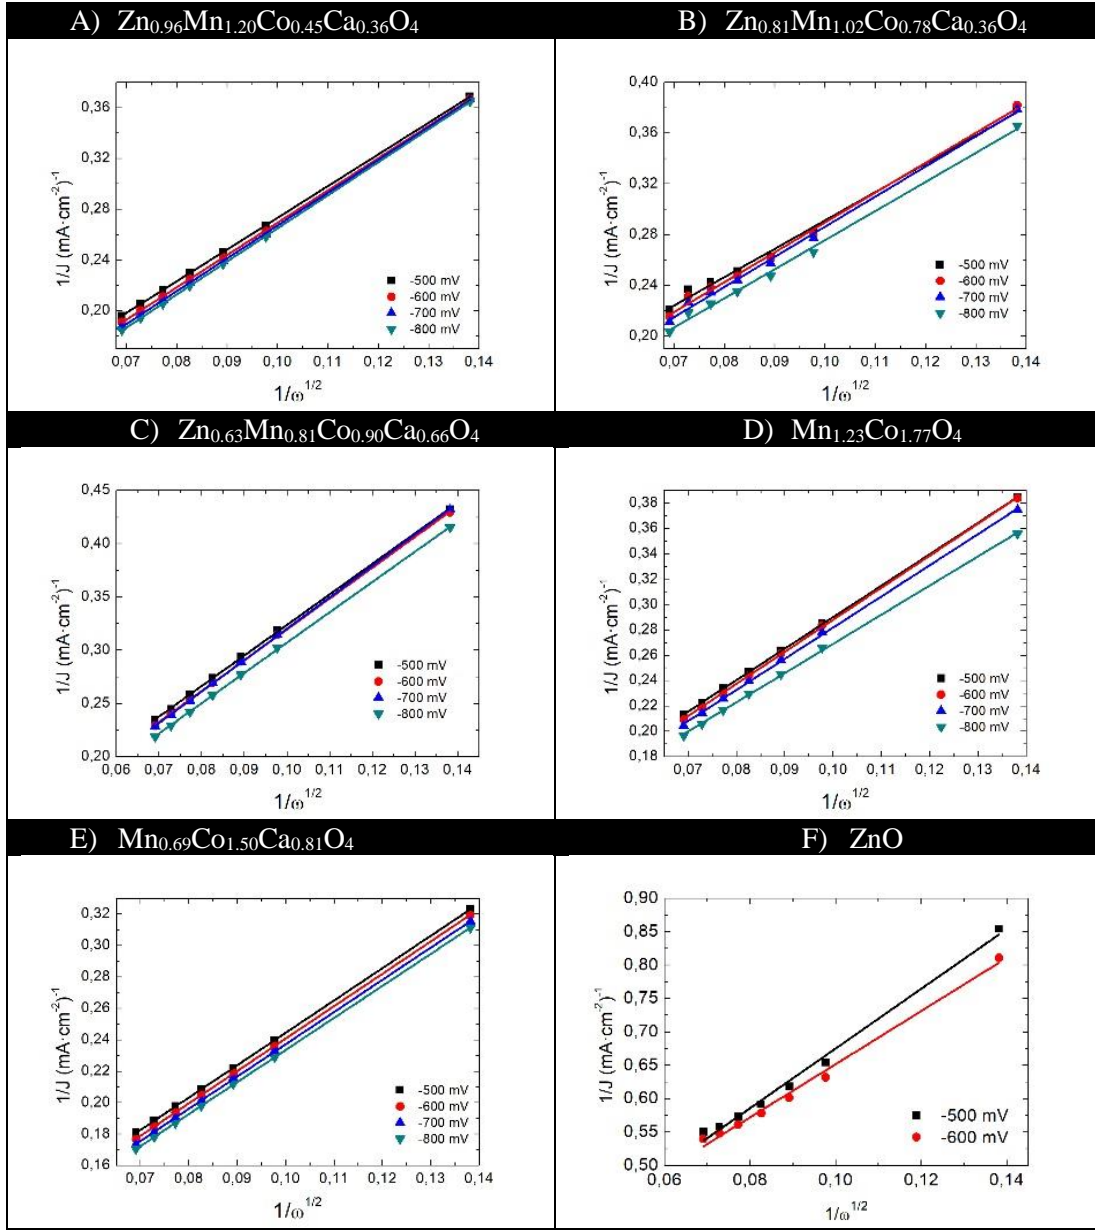 A) Zn0.96Mn1.20Co0.45Ca0.36O4
B) Zn0.81Mn1.02Co0.78Ca0.36O4
0,36
0,32
0,28
0,24
0,20
1/J (mA·cm-2)-1
-500 mV
-600 mV
-700 mV
-800 mV
0,07 0,08 0,09 0,10 0,11 0,12 0,13 0,14
1/ω1/2
0,40
0,36
0,32
0,28
0,24
0,20
1/J (mA·cm-2)-1
-500 mV
-600 mV
-700 mV
-800 mV
0,07 0,08 0,09 0,10 0,11 0,12 0,13 0,14
1/ω1/2
C) Zn0.63Mn0.81Co0.90Ca0.66O4
D) Mn1.23Co1.77O4
0,45
0,40
0,35
0,30
0,25
0,20
1/J (mA·cm-2)-1
-500 mV
-600 mV
-700 mV
-800 mV
0,06 0,07 0,08 0,09 0,10 0,11 0,12 0,13 0,14
1/ω1/2
0,38
0,36
0,34
0,32
0,30
0,28
0,26
0,24
0,22
0,20
0,18
1/J (mA·cm-2)-1
-500 mV
-600 mV
-700 mV
-800 mV
0,07 0,08 0,09 0,10 0,11 0,12 0,13 0,14
1/ω1/2
E) Mn0.69Co1.50Ca0.81O4
F) ZnO
0,32
0,30
0,28
0,26
0,24
0,22
0,20
0,18
0,16
1/J (mA·cm-2)-1
-500 mV
-600 mV
-700 mV
-800 mV
0,07 0,08 0,09 0,10 0,11 0,12 0,13 0,14
1/ω1/2
0,90
0,85
0,80
0,75
0,70
0,65
0,60
0,55
0,50
1/J (mA·cm-2)-1
-500 mV
-600 mV
0,06 0,08 0,10 0,12 0,14
1/ω1/2